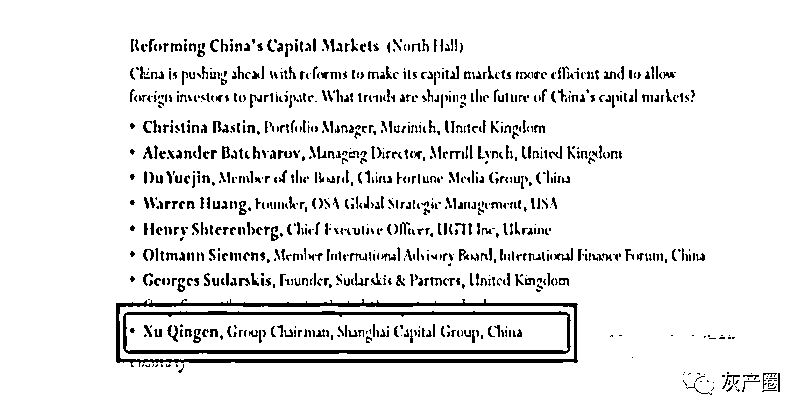 Reforming China's Capital Markets (North Hall)
China is pushing ahead with reforms to make its capital markets more efficient and to allow
foreign investors to participate. What trends are shaping the future of China's capital markets?
• Christina Bastin, Portfolio Manager, Muzinich, United Kingdom
• Alexander Batchvarov, Managing Director, Merrill Lynch, United Kingdom
• Du Yuejin, Member of the Board, China Fortune Media Group, China
• Warren Huang, Founder, OSA Global Strategic Management, USA
• Henry Shterenberg, Chief Executive Officer, UGTI Inc, Ukraine
• Oltmann Siemens, Member International Advisory Board, International Finance Forum, China
• Georges Sudarskis, Founder, Sudarskis & Partners, United Kingdom
• Xu Qingen, Group Chairman, Shanghai Capital Group, China
灰产圈